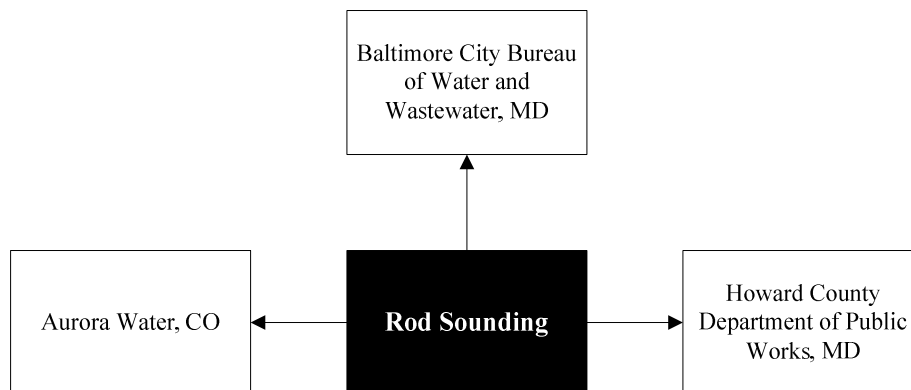 Baltimore City Bureau
of Water and
Wastewater, MD
Aurora Water, CO
Rod Sounding
Howard County
Department of Public
Works, MD